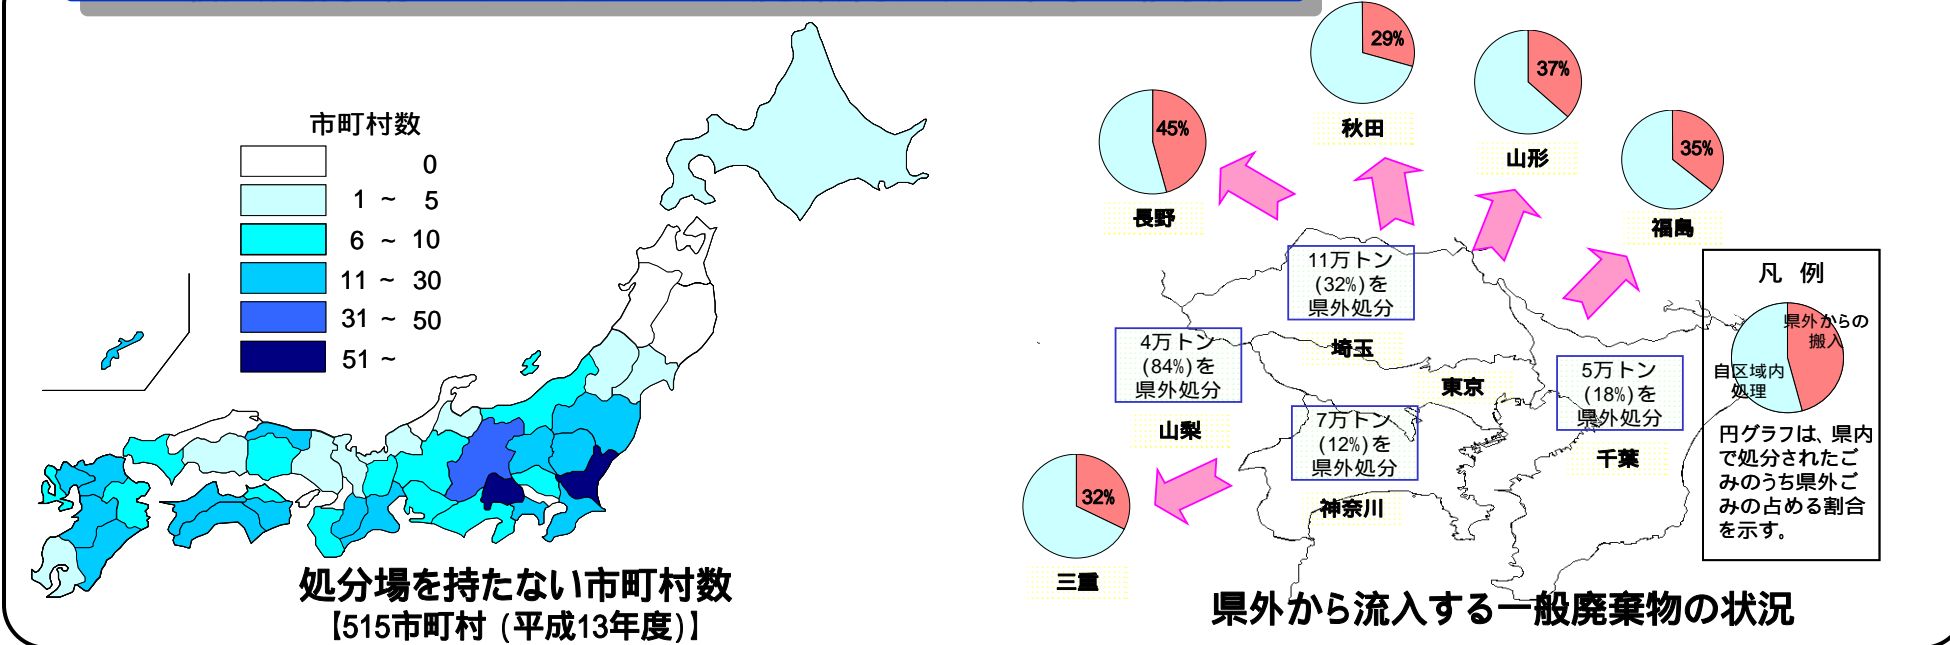 市町村数
0
1 ~ 5
6 ~ 10
11 ~ 30
31 ~ 50
51 ~
処分場を持たない市町村数
【515市町村（平成13年度）】
29%
秋田
37%
山形
45%
長野
35%
福島
11万トン
(32%)を
県外処分
埼玉
4万トン
(84%)を
県外処分
山梨
東京
5万トン
(18%)を
県外処分
千葉
7万トン
(12%)を
県外処分
神奈川
32%
三重
凡 例
県外からの
搬入
自区域内
処理
円グラフは、県内
で処分されたご
みのうち県外ご
みの占める割合
を示す。
県外から流入する一般廃棄物の状況